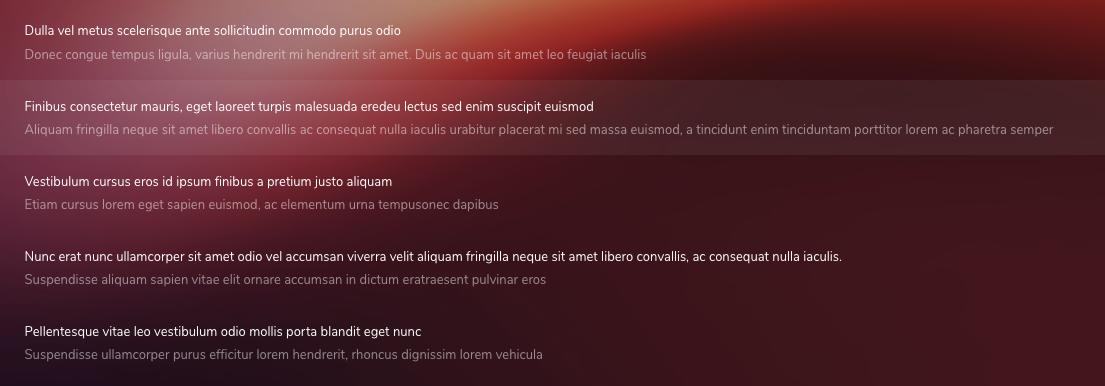 Dulla vel metus scelerisque ante sollicitudin commodo purus odio
Donec congue tempus ligula, varius hendrerit mi hendrerit sit amet. Duis ac quam sit amet leo feugiat iaculis
Finibus consectetur mauris, eget laoreet turpis malesuada eredeu lectus sed enim suscipit euismod
Aliquam fringilla neque sit amet libero convallis ac consequat nulla iaculis urabitur placerat mi sed massa euismod, a tincidunt enim tinciduntam porttitor lorem ac pharetra semper
Vestibulum cursus eros id ipsum finibus a pretium justo aliquam
Etiam cursus lorem eget sapien euismod, ac elementum urna tempusonec dapibus
Nunc erat nunc ullamcorper sit amet odio vel accumsan viverra velit aliquam fringilla neque sit amet libero convallis, ac consequat nulla iaculis.
Suspendisse aliquam sapien vitae elit ornare accumsan in dictum eratraesent pulvinar eros
Pellentesque vitae leo vestibulum odio mollis porta blandit eget nunc
Suspendisse ullamcorper purus efficitur lorem hendrerit, rhoncus dignissim lorem vehicula